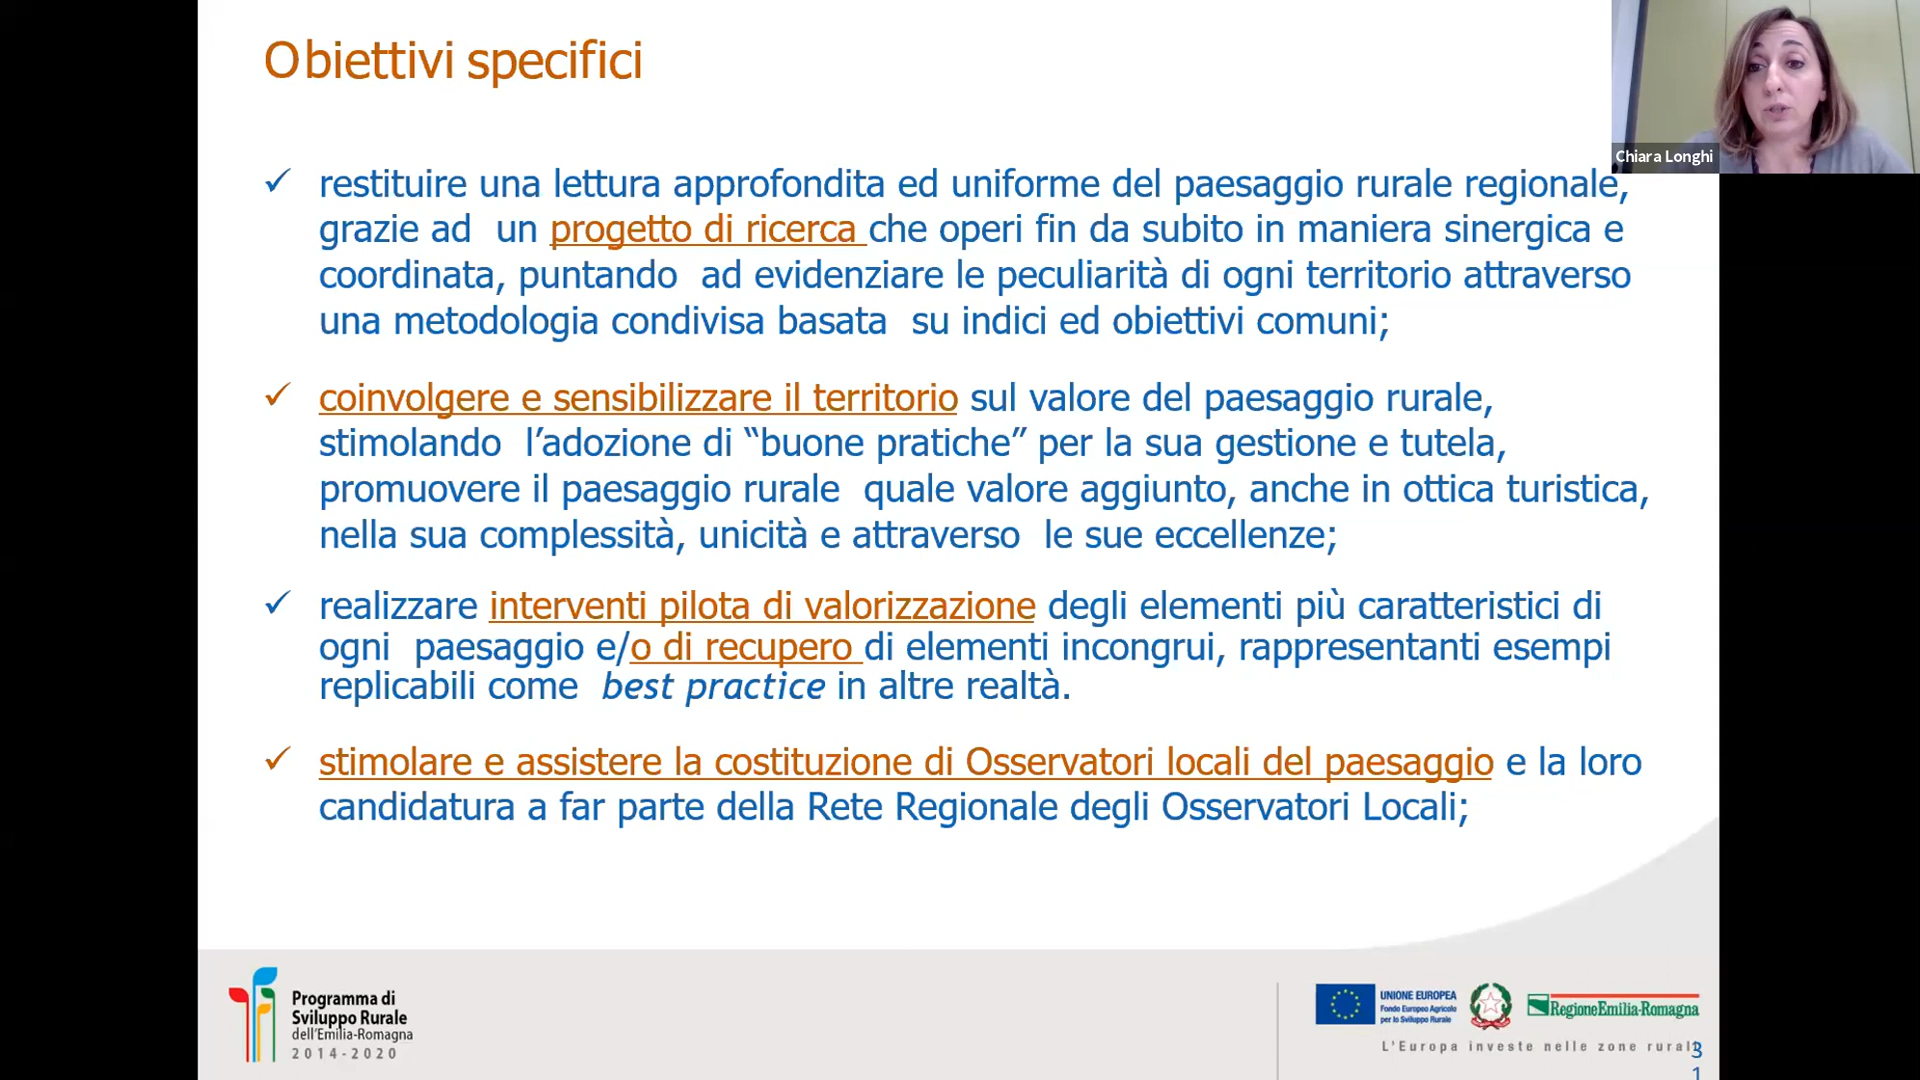 Obiettivi specifici
Chiara Longhi
✓ restituire una lettura approfondita ed uniforme del paesaggio rurale regionale,
grazie ad un progetto di ricerca che operi fin da subito in maniera sinergica e
coordinata, puntando ad evidenziare le peculiarità di ogni territorio attraverso
una metodologia condivisa basata su indici ed obiettivi comuni;
✓ coinvolgere e sensibilizzare il territorio sul valore del paesaggio rurale,
stimolando l’adozione di “buone pratiche” per la sua gestione e tutela,
promuovere il paesaggio rurale quale valore aggiunto, anche in ottica turistica,
nella sua complessità, unicità e attraverso le sue eccellenze;
✓ realizzare interventi pilota di valorizzazione degli elementi più caratteristici di
ogni paesaggio e/o di recupero di elementi incongrui, rappresentanti esempi
replicabili come best practice in altre realtà.
✓ stimolare e assistere la costituzione di Osservatori locali del paesaggio e la loro
candidatura a far parte della Rete Regionale degli Osservatori Locali;
Programma di
Sviluppo Rurale
dell'Emilia-Romagna
2014-2020
UNIONE EUROPEA
Fondo Europeo Agricolo
per lo Sviluppo Rurale
RegioneEmilia-Romagna
L'Europa investe nelle zone rurali
3
1